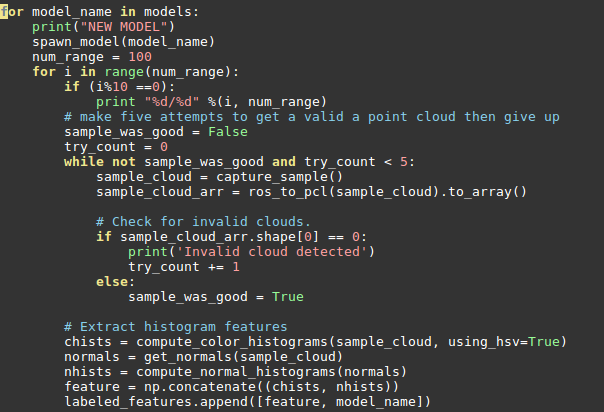 for model_name in models:
    print("NEW MODEL")
    spawn_model(model_name)
    num_range = 100
    for i in range(num_range):
        if (i%10 ==0):
            print "%d/%d" %(i, num_range)
        # make five attempts to get a valid a point cloud then give up
        sample_was_good = False
        try_count = 0
        while not sample_was_good and try_count < 5:
            sample_cloud = capture_sample()
            sample_cloud_arr = ros_to_pcl(sample_cloud).to_array()

            # Check for invalid clouds.
            if sample_cloud_arr.shape[0] == 0:
                print('Invalid cloud detected')
                try_count += 1
            else:
                sample_was_good = True

        # Extract histogram features
        chists = compute_color_histograms(sample_cloud, using_hsv=True)
        normals = get_normals(sample_cloud)
        nhists = compute_normal_histograms(normals)
        feature = np.concatenate((chists, nhists))
        labeled_features.append([feature, model_name])